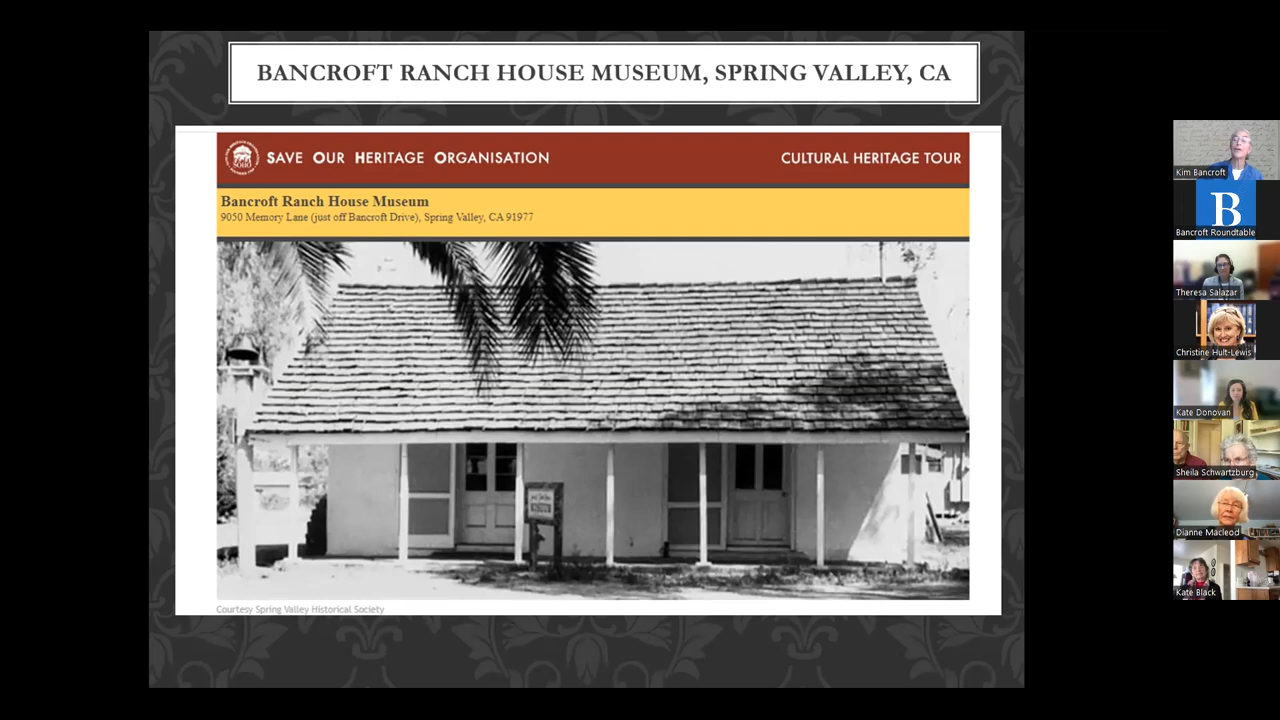 BANCROFT RANCH HOUSE MUSEUM, SPRING VALLEY, CA
SAVE OUR HERITAGE ORGANISATION
CULTURAL HERITAGE TOUR
SOHO
Bancroft Ranch House Museum
9050 Memory Lane (just off Bancroft Drive), Spring Valley, CA 91977
Courtesy Spring Valley Historical Society
Kim Bancroft
B
Bancroft Roundtable
Theresa Salazar
Christine Hult-Lewis
Kate Donovan
Sheila Schwartzburg
Dianne Macleod
Kate Black